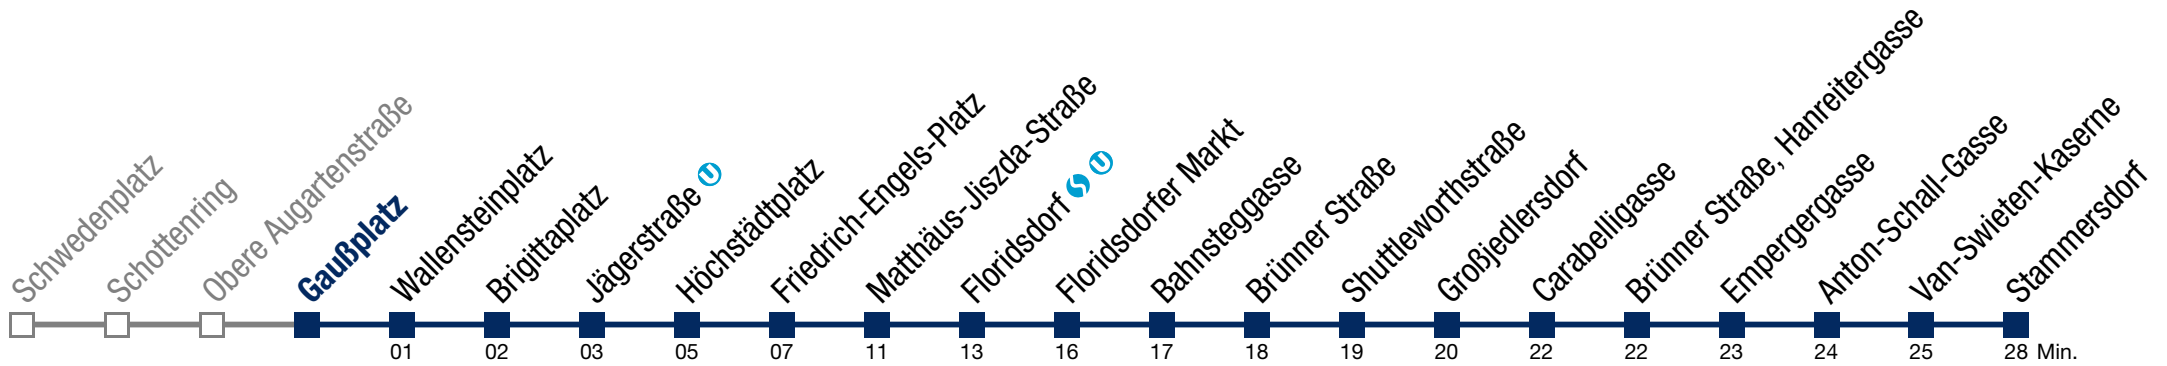 Schwedenplatz
Schottenring
Obere Augartenstraße
Gaußplatz
Wallensteinplatz
Brigittaplatz
Jägerstraße U
Höchstädtplatz
Friedrich-Engels-Platz
Matthäus-Jiszda-Straße
Floridsdorf S U
Floridsdorfer Markt
Bahnsteggasse
Brünner Straße
Shuttleworthstraße
Großjedlersdorf
Carabelligasse
Brünner Straße, Hanreitergasse
Empergergasse
Anton-Schall-Gasse
Van-Swieten-Kaserne
Stammersdorf
01 02 03 05 07 11 13 16 17 18 19 20 22 22 23 24 25 28 Min.